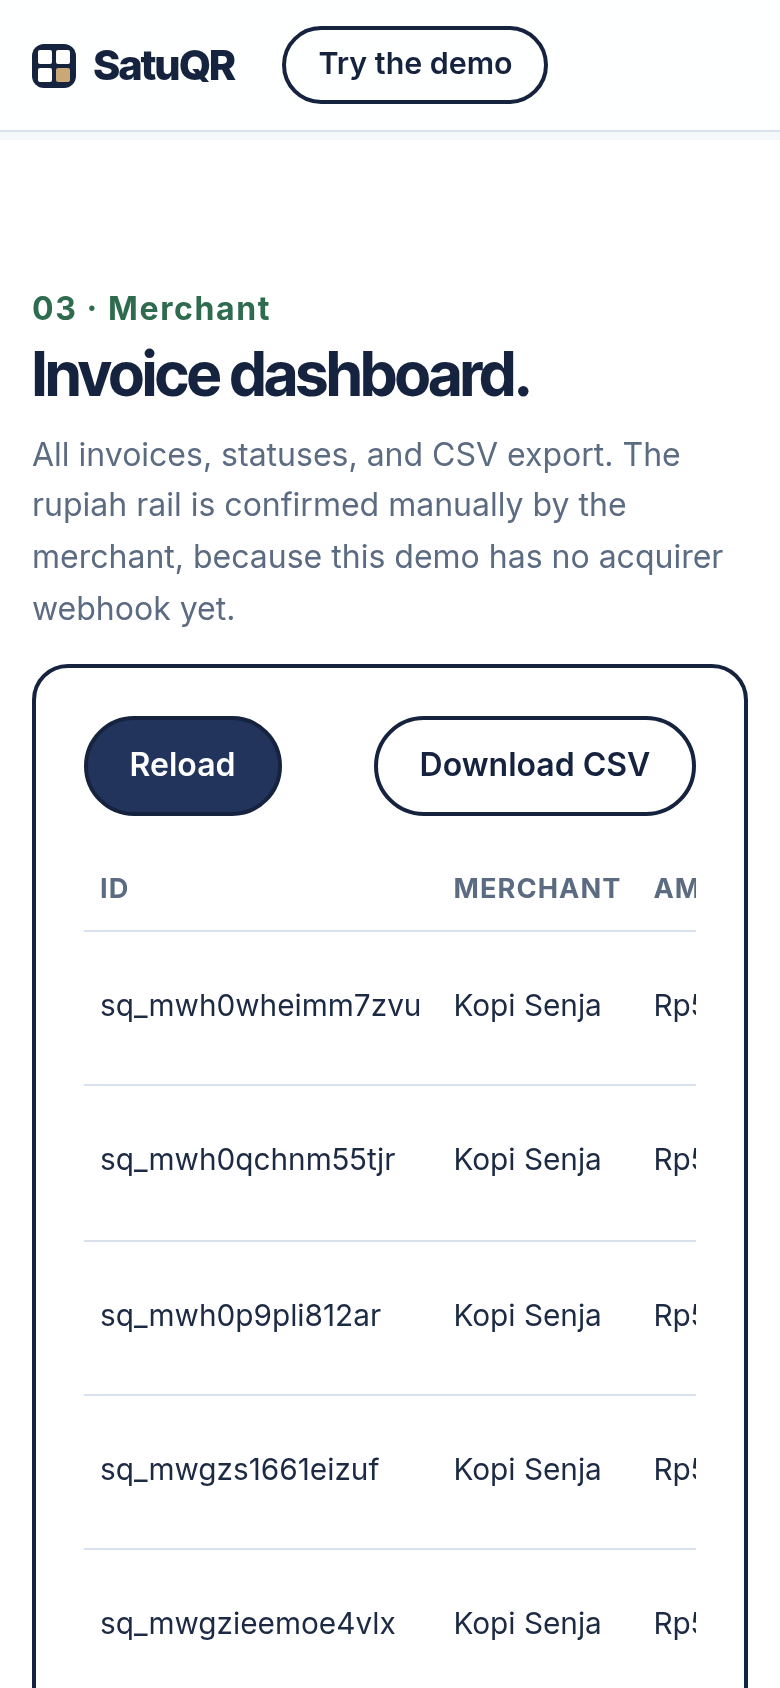 SatuQR
Try the demo
03 · Merchant
Invoice dashboard.
All invoices, statuses, and CSV export. The
rupiah rail is confirmed manually by the
merchant, because this demo has no acquirer
webhook yet.
Reload
Download CSV
ID MERCHANT
sq_mwh0wheimm7zvu Kopi Senja
sq_mwh0qchnm55tjr Kopi Senja
sq_mwh0p9pli812ar Kopi Senja
sq_mwgzs1661eizuf Kopi Senja
sq_mwgzieemoe4vlx Kopi Senja